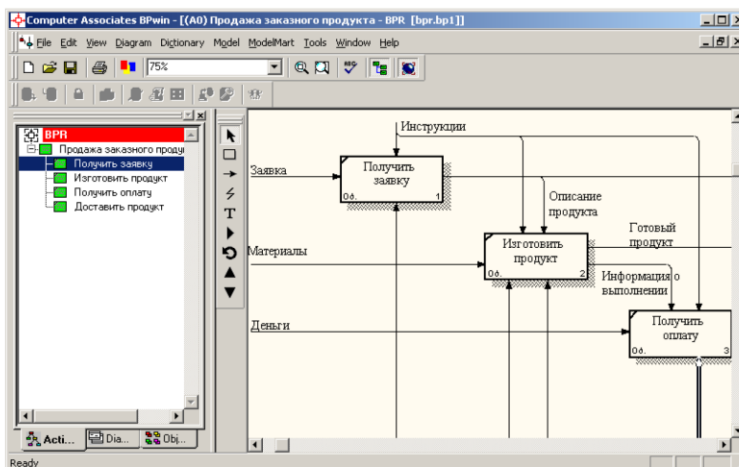 Computer Associates BPwin - [(A0) Продажа заказного продукта - BPR [bpr.bp1]]
File Edit View Diagram Dictionary Model ModelMart Tools Window Help
75%
BPR
Продажа заказного проду
Получить заявку
Изготовить продукт
Получить оплату
Доставить продукт
Acti...
Dia...
Obj...
T
Инструкции
Заявка
Получить
заявку
0д.
1
Описание
продукта
Материалы
Изготовить
продукт
0д.
2
Готовый
продукт
Информация о
выполнении
Деньги
Получить
оплату
0д.
3
Ready